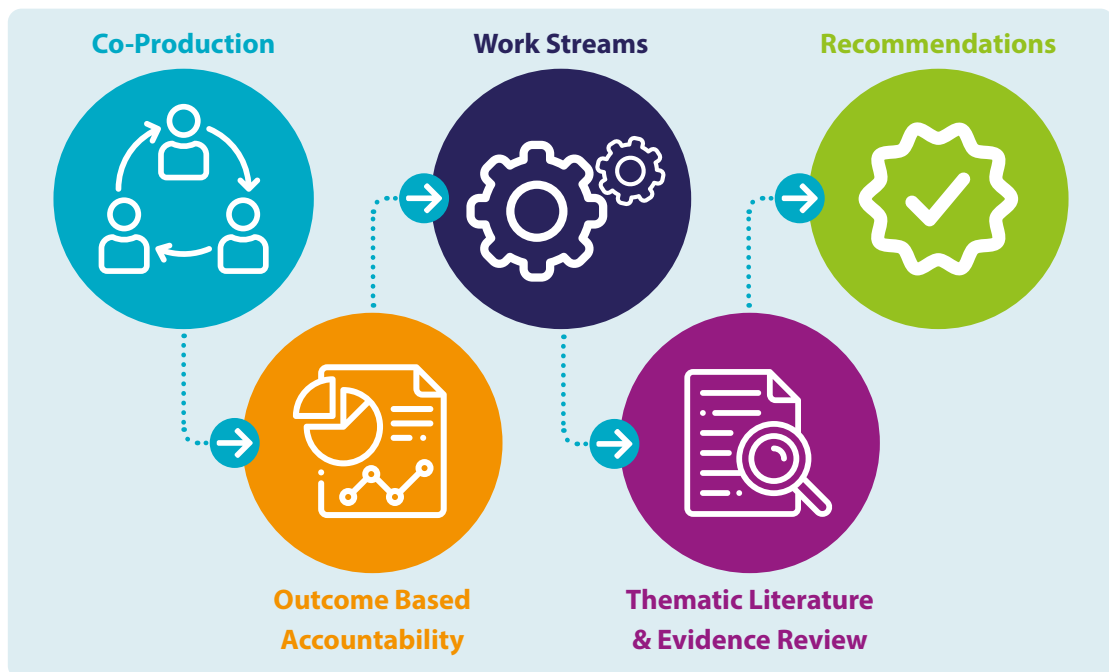 Co-Production
Work Streams
Recommendations
Outcome Based
Accountability
Thematic Literature
& Evidence Review